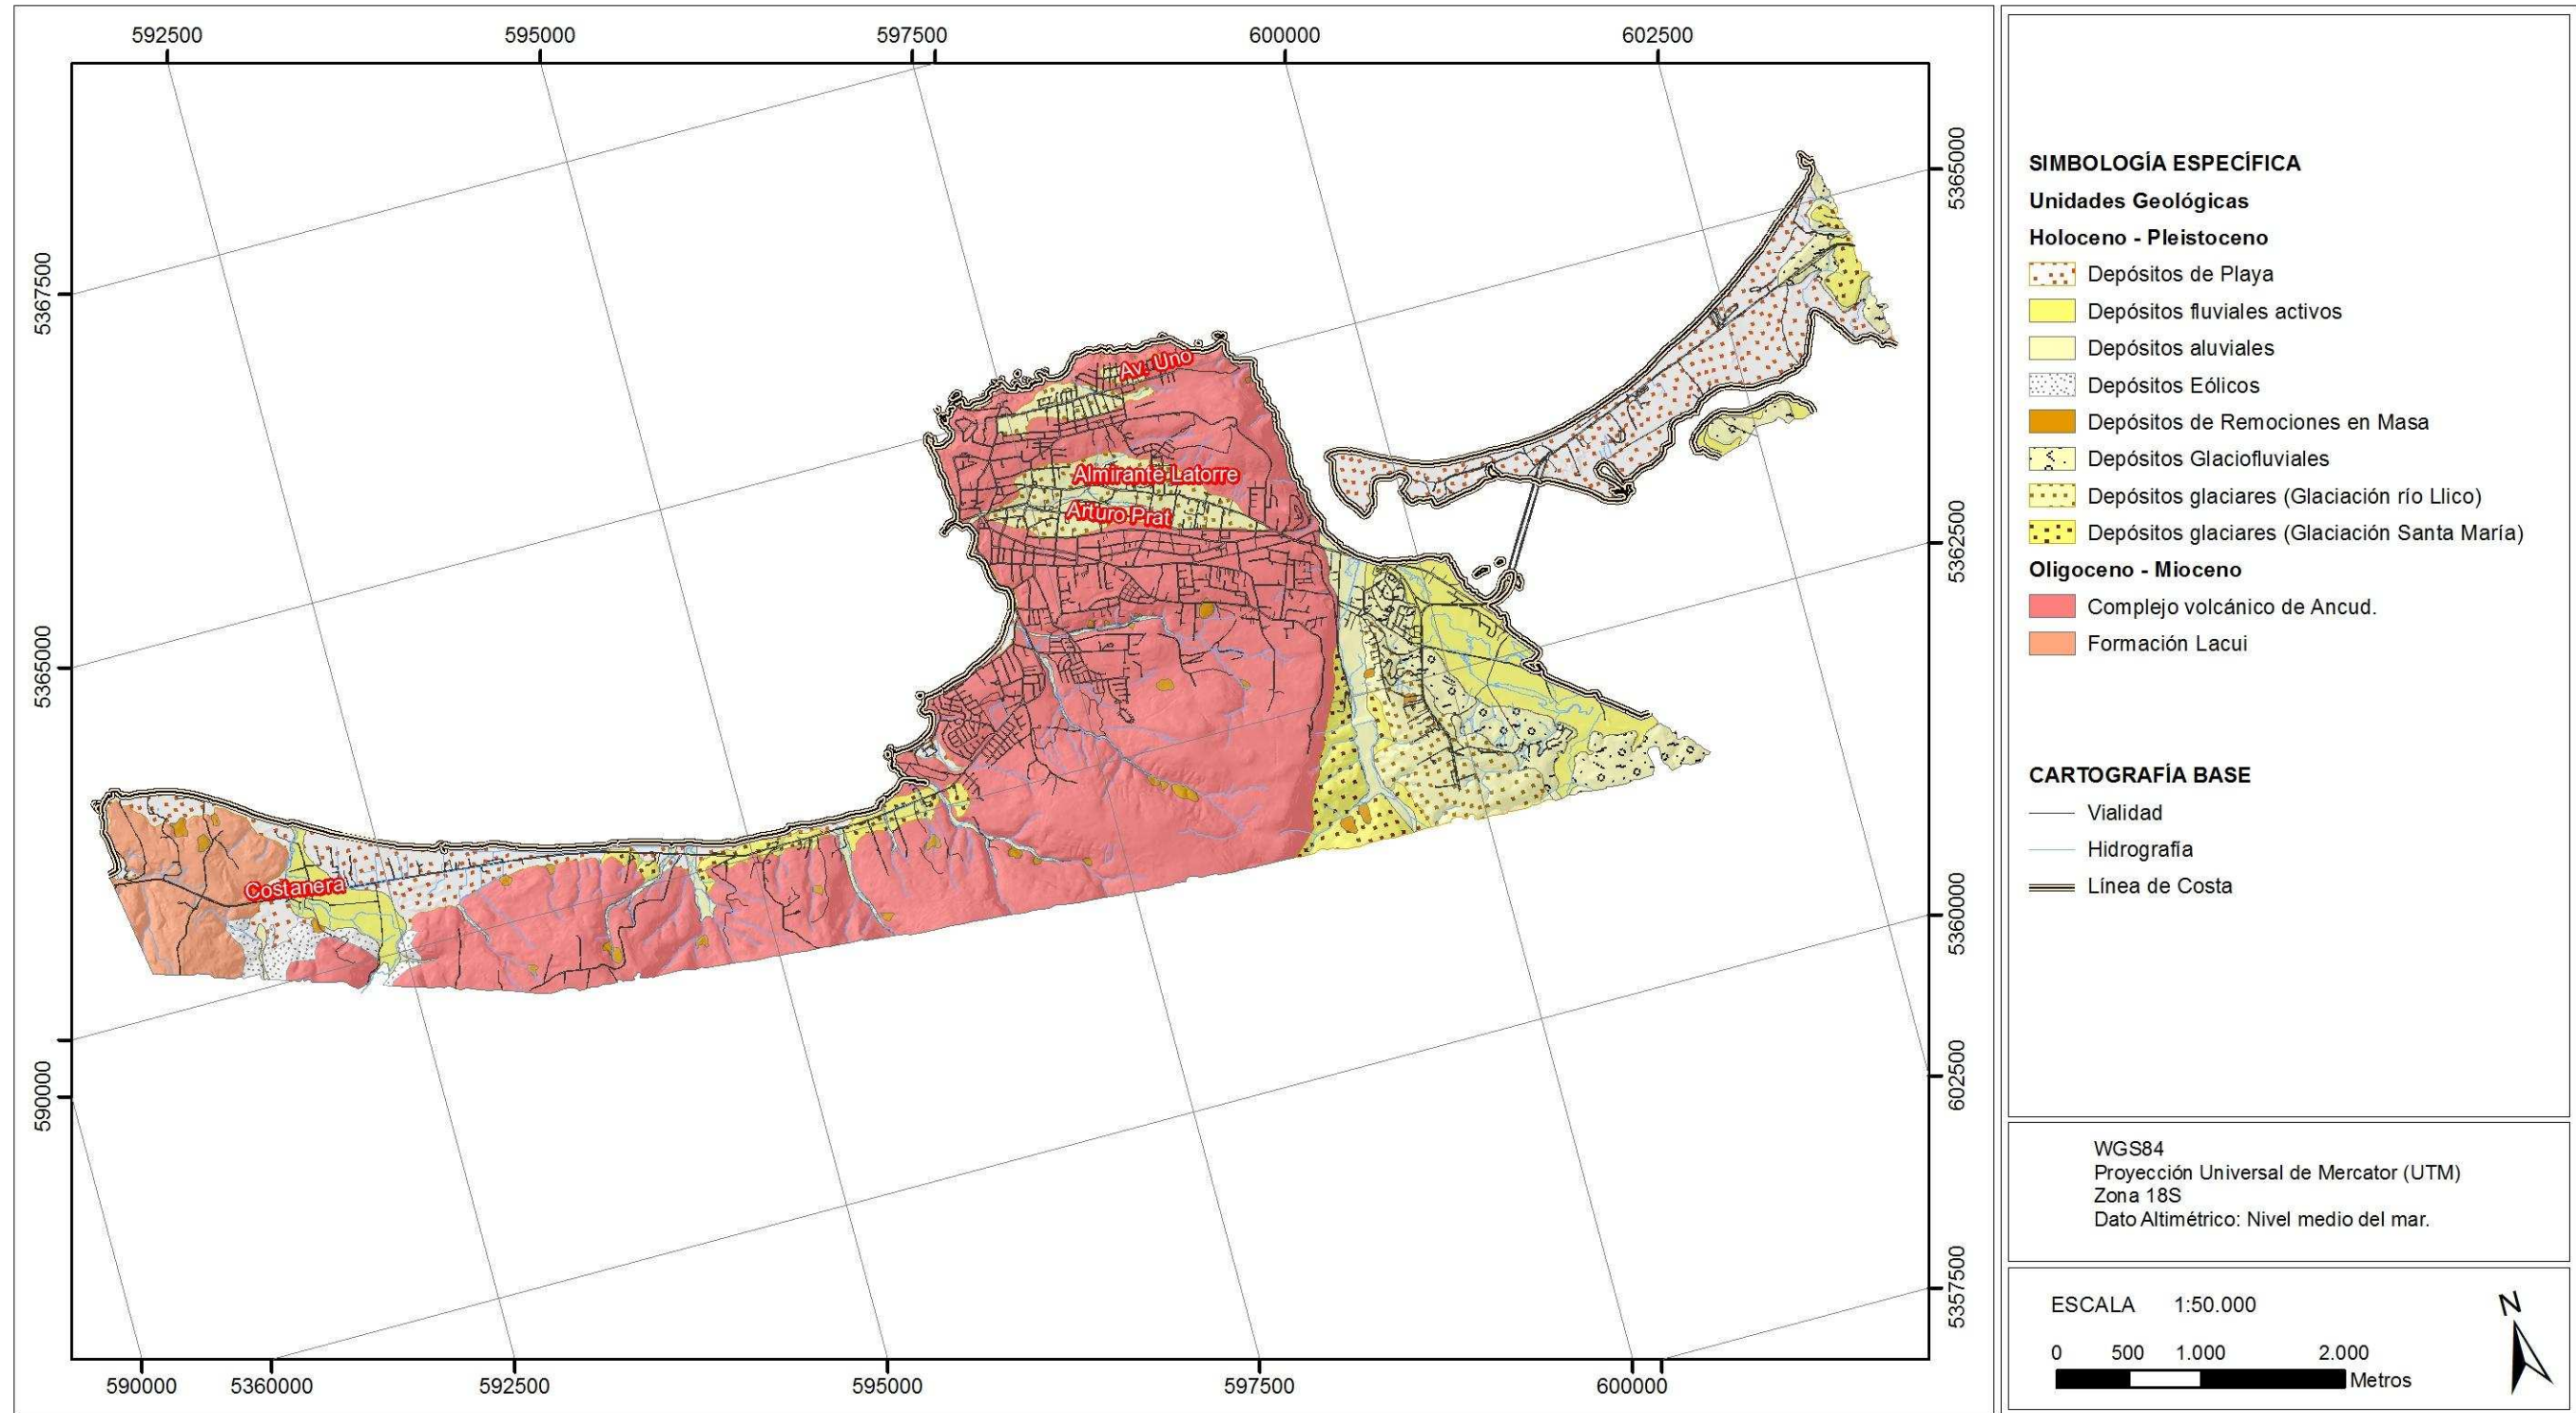 592500
595000
597500
600000
602500
5367500
5365000
590000
5365000
5362500
5360000
602500
5357500
590000
5360000
592500
595000
597500
600000
Av. Uno
Almirante Latorre
Arturo Prat
Costanera
SIMBOLOGÍA ESPECÍFICA
Unidades Geológicas
Holoceno - Pleistoceno
Depósitos de Playa
Depósitos fluviales activos
Depósitos aluviales
Depósitos Eólicos
Depósitos de Remociones en Masa
Depósitos Glaciofluviales
Depósitos glaciares (Glaciación río Llico)
Depósitos glaciares (Glaciación Santa María)
Oligoceno - Mioceno
Complejo volcánico de Ancud.
Formación Lacui
CARTOGRAFÍA BASE
Vialidad
Hidrografía
Línea de Costa
WGS84
Proyección Universal de Mercator (UTM)
Zona 18S
Dato Altimétrico: Nivel medio del mar.
ESCALA 1:50.000
N
0 500 1.000 2.000
Metros